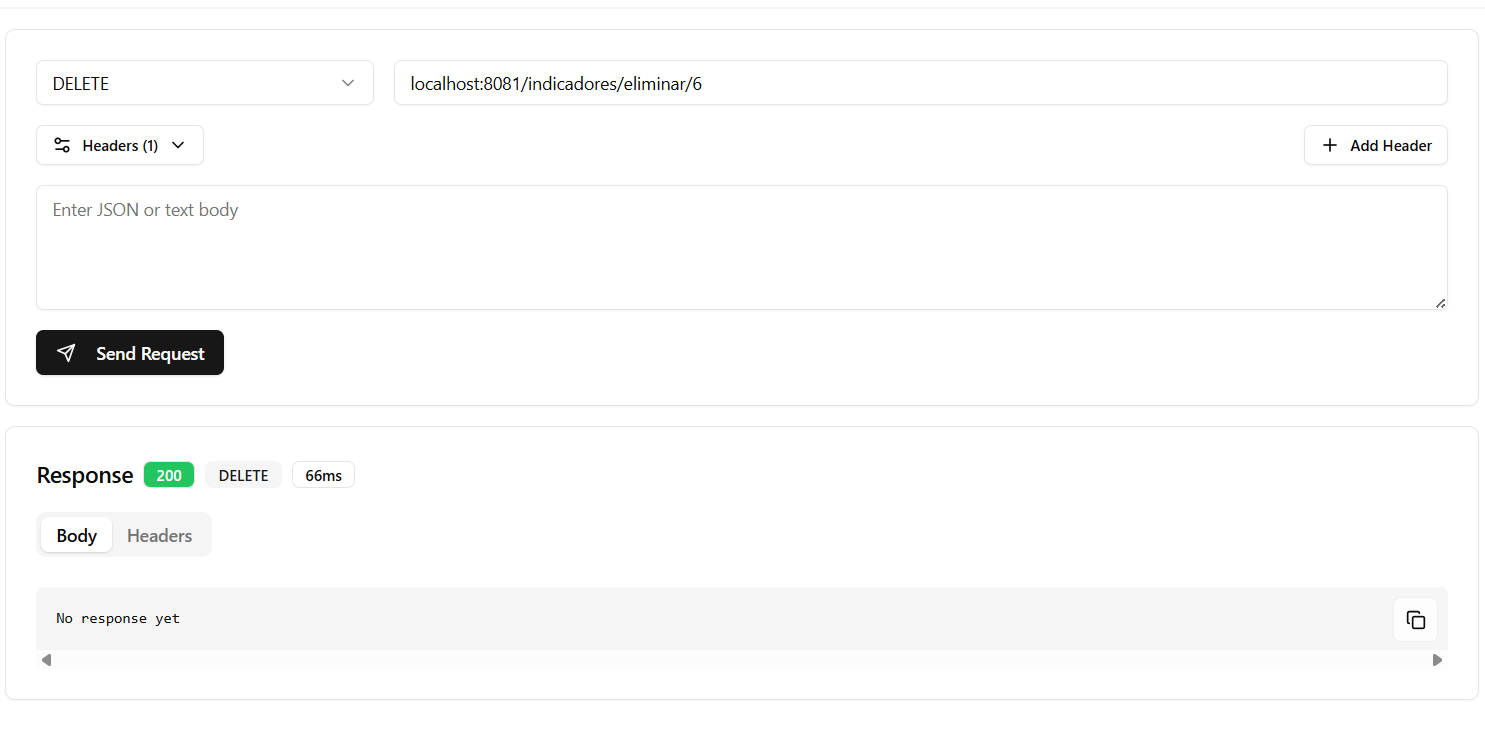 DELETE
localhost:8081/indicadores/eliminar/6
Headers (1)
Add Header
Enter JSON or text body
Send Request
Response 200 DELETE 66ms
Body Headers
No response yet